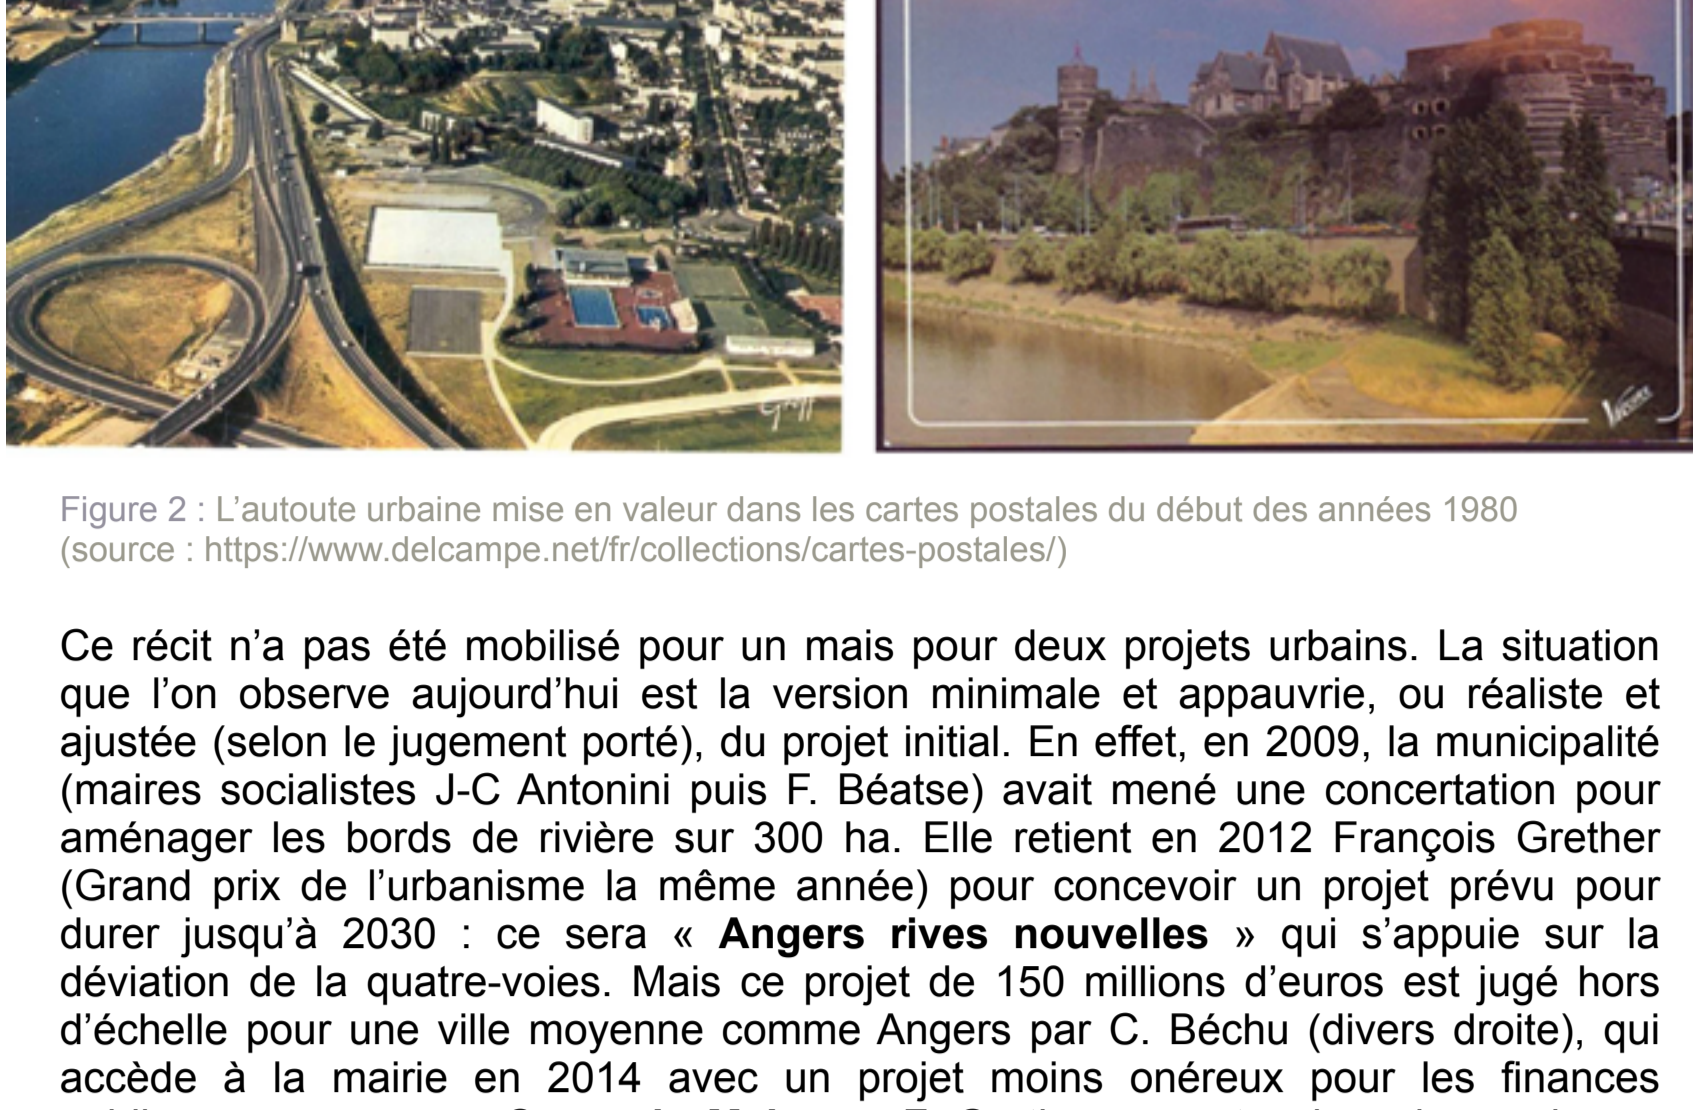 Figure 2 : L’autoute urbaine mise en valeur dans les cartes postales du début des années 1980
(source : https://www.delcampe.net/fr/collections/cartes-postales/)
Ce récit n’a pas été mobilisé pour un mais pour deux projets urbains. La situation
que l’on observe aujourd’hui est la version minimale et appauvrie, ou réaliste et
ajustée (selon le jugement porté), du projet initial. En effet, en 2009, la municipalité
(maires socialistes J-C Antonini puis F. Béatse) avait mené une concertation pour
aménager les bords de rivière sur 300 ha. Elle retient en 2012 François Grether
(Grand prix de l’urbanisme la même année) pour concevoir un projet prévu pour
durer jusqu’à 2030 : ce sera « Angers rives nouvelles » qui s’appuie sur la
déviation de la quatre-voies. Mais ce projet de 150 millions d’euros est jugé hors
d’échelle pour une ville moyenne comme Angers par C. Béchu (divers droite), qui
accède à la mairie en 2014 avec un projet moins onéreux pour les finances